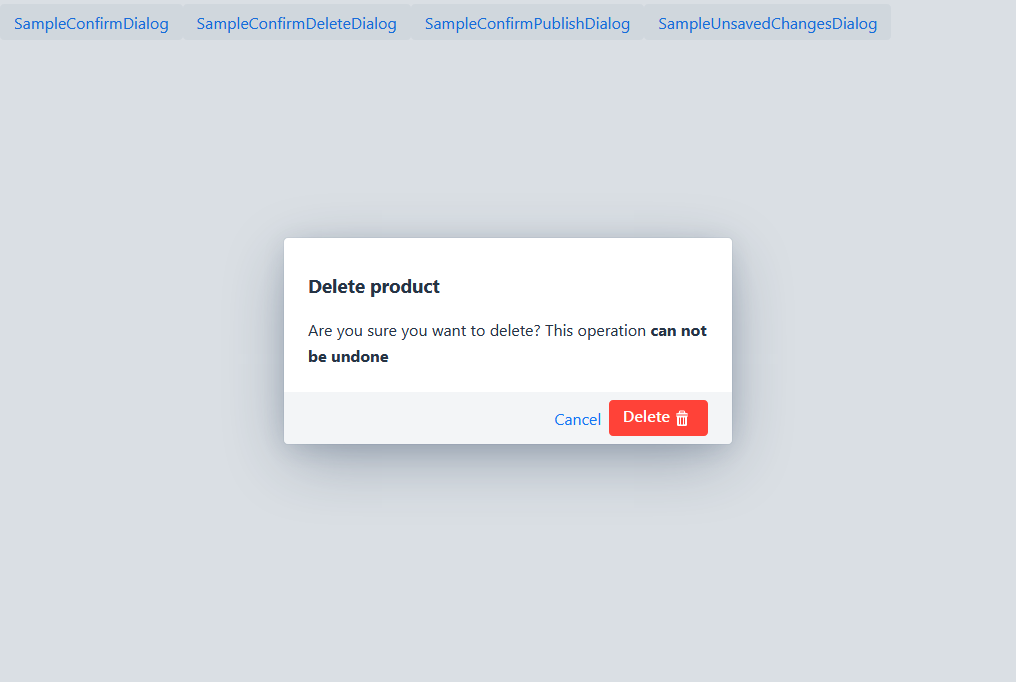 SampleConfirmDialog SampleConfirmDeleteDialog SampleConfirmPublishDialog SampleUnsavedChangesDialog
Delete product
Are you sure you want to delete? This operation can not
be undone
Cancel Delete